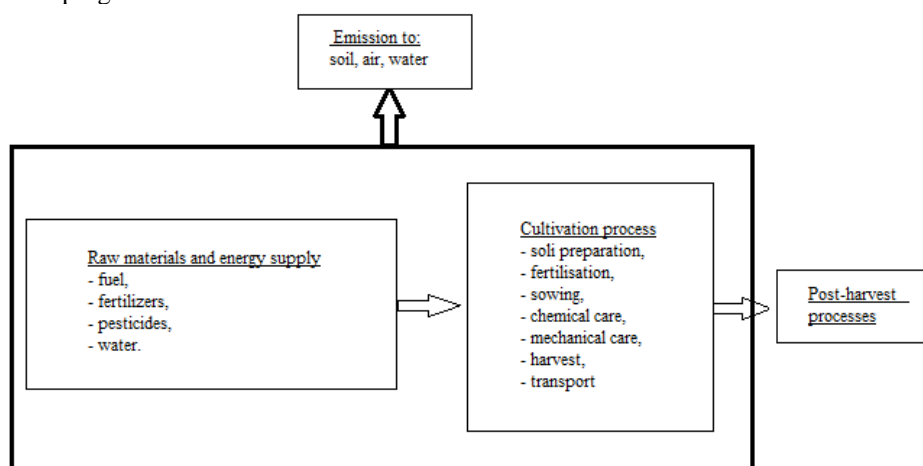 Emission to:
soil, air, water
Raw materials and energy supply
- fuel,
- fertilizers,
- pesticides,
- water.
Cultivation process
- soli preparation,
- fertilisation,
- sowing,
- chemical care,
- mechanical care,
- harvest,
- transport
Post-harvest
processes